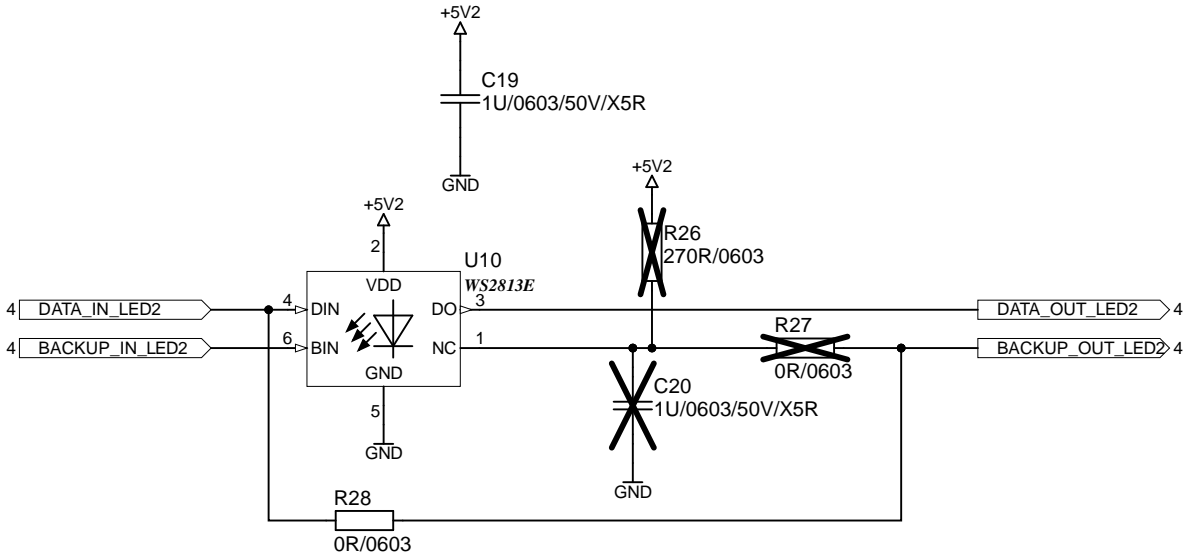 +5V2
C19
1U/0603/50V/X5R
GND
+5V2
+5V2
R26
270R/0603
2
U10
WS2813E
VDD
4 DATA_IN_LED2
4
DIN
DO
3
DATA_OUT_LED2 4
4 BACKUP_IN_LED2
6
BIN
NC
1
R27
0R/0603
BACKUP_OUT_LED2 4
GND
5
GND
C20
1U/0603/50V/X5R
GND
R28
0R/0603